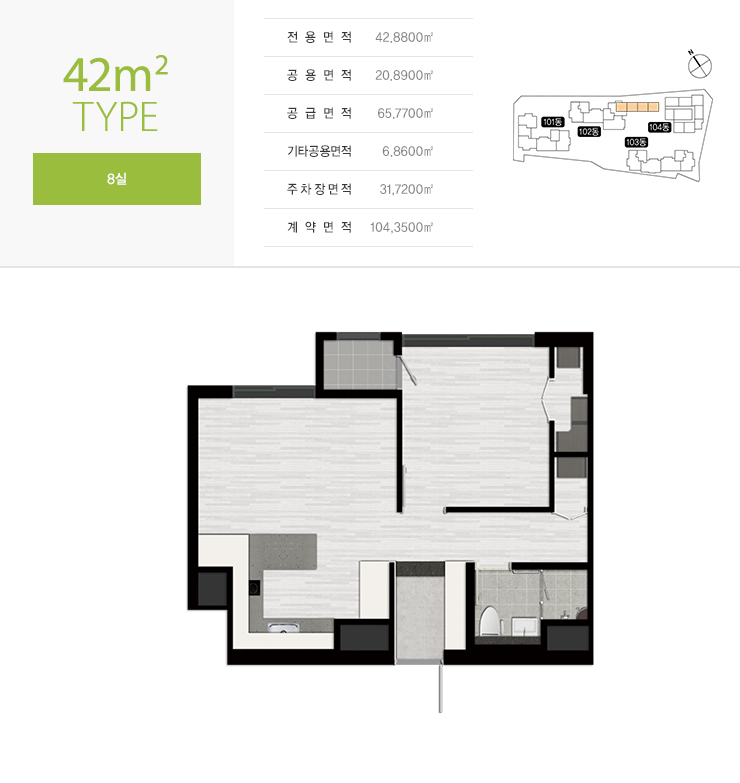 42m²
TYPE
8실
전용면적 42.8800㎡
공용면적 20.8900㎡
공급면적 65.7700㎡
기타공용면적 6.8600㎡
주차장면적 31.7200㎡
계약면적 104.3500㎡
N
101동
102동
103동
104동